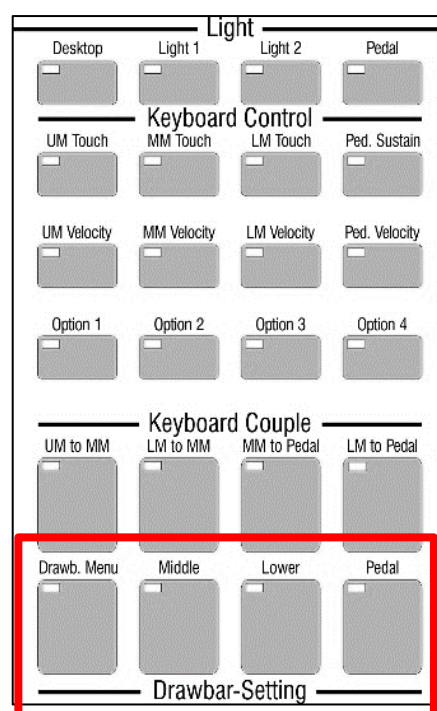 Light
Desktop Light 1 Light 2 Pedal
Keyboard Control
UM Touch MM Touch LM Touch Ped. Sustain
UM Velocity MM Velocity LM Velocity Ped. Velocity
Option 1 Option 2 Option 3 Option 4
Keyboard Couple
UM to MM LM to MM MM to Pedal LM to Pedal
Drawb. Menu Middle Lower Pedal
Drawbar-Setting